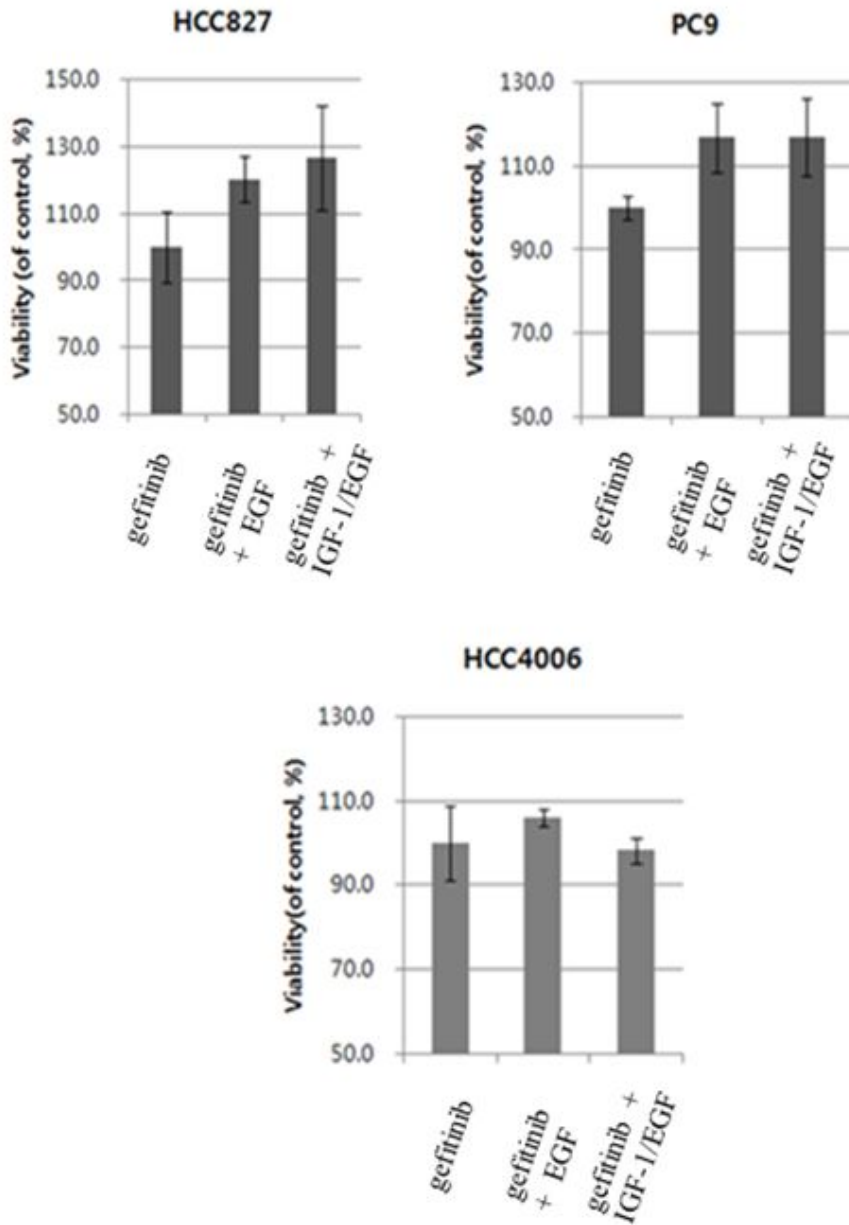 HCC827
Viability (of control, %)
150.0
130.0
110.0
90.0
70.0
50.0
gefitinib
gefitinib
+ EGF
gefitinib +
IGF-1/EGF
PC9
Viability(of control, %)
130.0
110.0
90.0
70.0
50.0
gefitinib
gefitinib
+ EGF
gefitinib +
IGF-1/EGF
HCC4006
Viability(of control, %)
130.0
110.0
90.0
70.0
50.0
gefitinib
gefitinib
+ EGF
gefitinib +
IGF-1/EGF